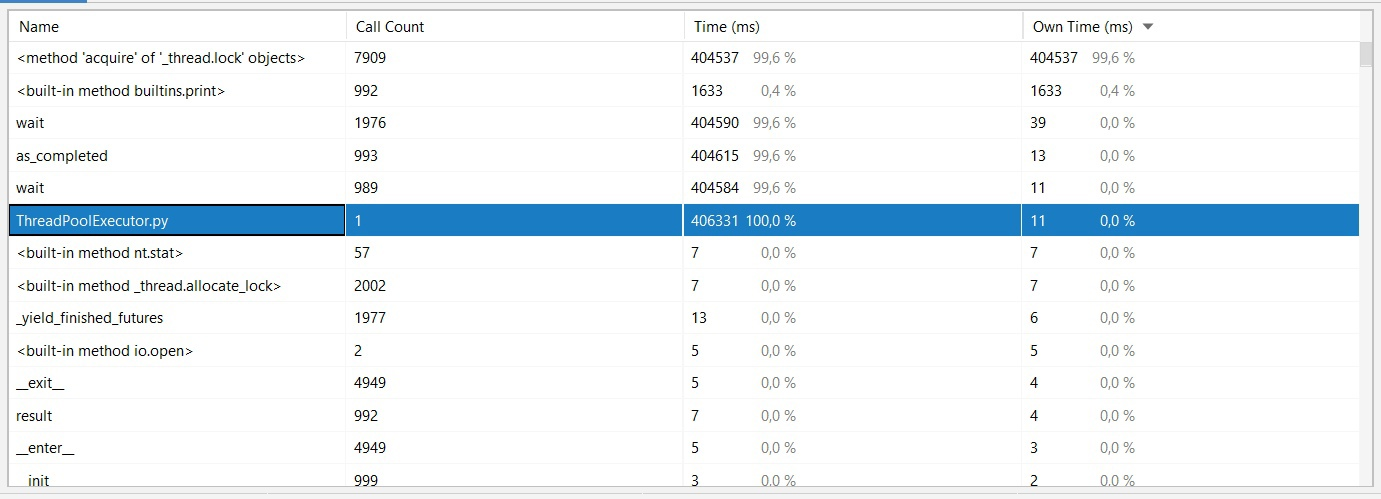 Name Call Count Time (ms) Own Time (ms)
<method 'acquire' of '_thread.lock' objects> 7909 404537 99,6 % 404537 99,6 %
<built-in method builtins.print> 992 1633 0,4 % 1633 0,4 %
wait 1976 404590 99,6 % 39 0,0 %
as_completed 993 404615 99,6 % 13 0,0 %
wait 989 404584 99,6 % 11 0,0 %
ThreadPoolExecutor.py 1 406331 100,0 % 11 0,0 %
<built-in method nt.stat> 57 7 0,0 % 7 0,0 %
<built-in method _thread.allocate_lock> 2002 7 0,0 % 7 0,0 %
_yield_finished_futures 1977 13 0,0 % 6 0,0 %
<built-in method io.open> 2 5 0,0 % 5 0,0 %
__exit__ 4949 5 0,0 % 4 0,0 %
result 992 7 0,0 % 4 0,0 %
__enter__ 4949 5 0,0 % 3 0,0 %
init 999 3 0,0 % 2 0,0 %